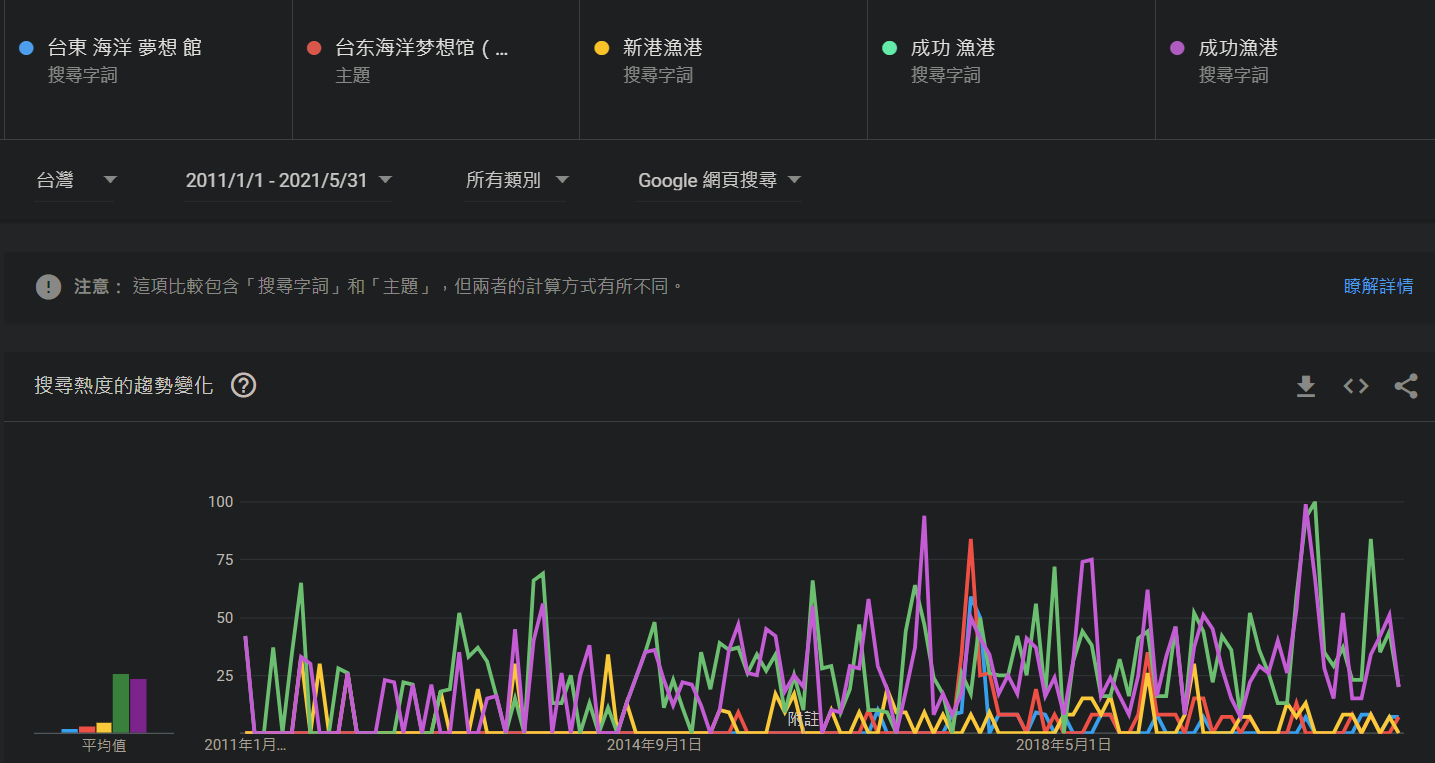 台東 海洋 夢想 館
搜尋字詞
台东海洋梦想馆（ ...
主題
新港漁港
搜尋字詞
成功 漁港
搜尋字詞
成功漁港
搜尋字詞
台灣
2011/1/1 - 2021/5/31
所有類別
Google 網頁搜尋
注意： 這項比較包含「搜尋字詞」和「主題」，但兩者的計算方式有所不同。
瞭解詳情
搜尋熱度的趨勢變化
100
75
50
25
附註
平均值
2011年1月…
2014年9月1日
2018年5月1日